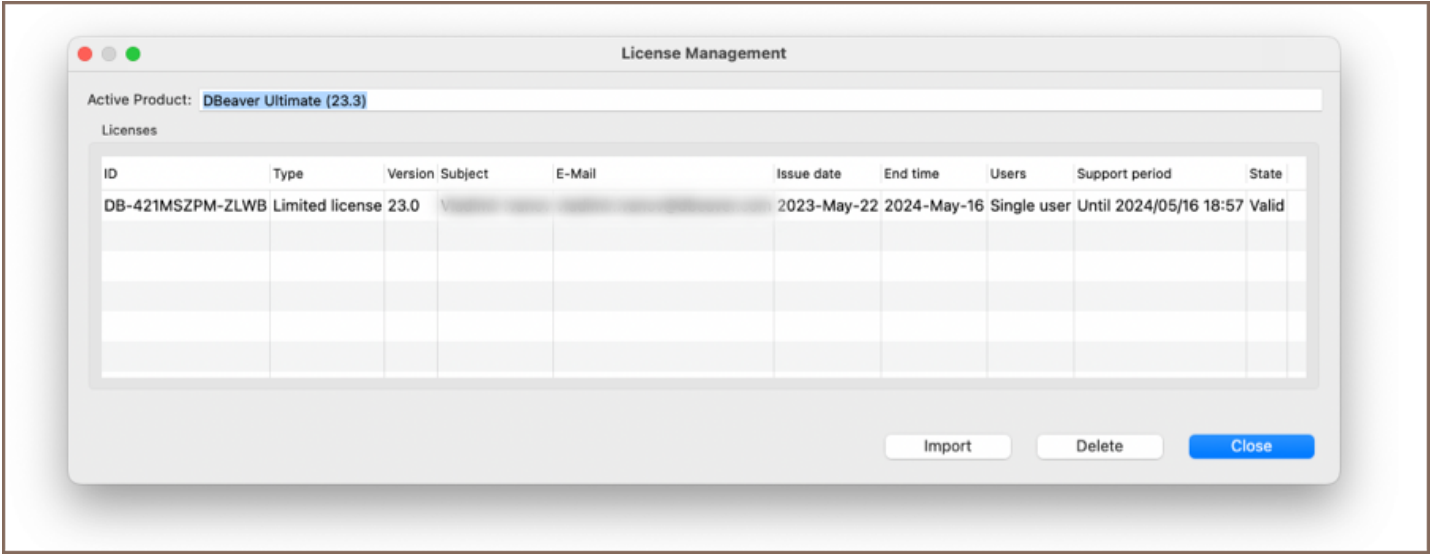 License Management
Active Product: DBeaver Ultimate (23.3)
Licenses
ID Type Version Subject E-Mail Issue date End time Users Support period State
DB-421MSZPM-ZLWB Limited license 23.0 2023-May-22 2024-May-16 Single user Until 2024/05/16 18:57 Valid
Import Delete Close